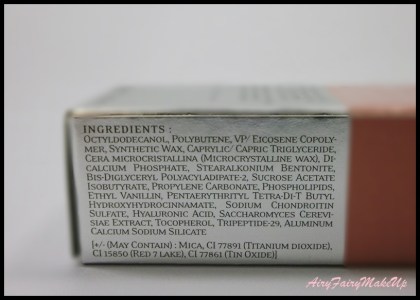 INGREDIENTS :
OCTYLDODECANOL, POLYBUTENE, VP/ EICOSENE COPOLY-
MER, SYNTHETIC WAX, CAPRYLIC/ CAPRIC TRIGLYCERIDE,
CERA MICROCRISTALLINA (MICROCRYSTALLINE WAX), DI-
CALCIUM PHOSPHATE, STEARALKONIUM BENTONITE,
BIS-DIGLYCERYL POLYACYLADIPATE-2, SUCROSE ACETATE
ISOBUTYRATE, PROPYLENE CARBONATE, PHOSPHOLIPIDS,
ETHYL VANILLIN, PENTAERYTHRITYL TETRA-DI-T BUTYL
HYDROXYHYDROCINNAMATE, SODIUM CHONDROITIN
SULFATE, HYALURONIC ACID, SACCHAROMYCES CEREVI-
SIAE EXTRACT, TOCOPHEROL, TRIPEPTIDE-29, ALUMINUM
CALCIUM SODIUM SILICATE
[+/-(MAY CONTAIN) : MICA, CI 77891 (TITANIUM DIOXIDE),
CI 15850 (RED 7 LAKE), CI 77861 (TIN OXIDE)]
AiryFairyMakeUp